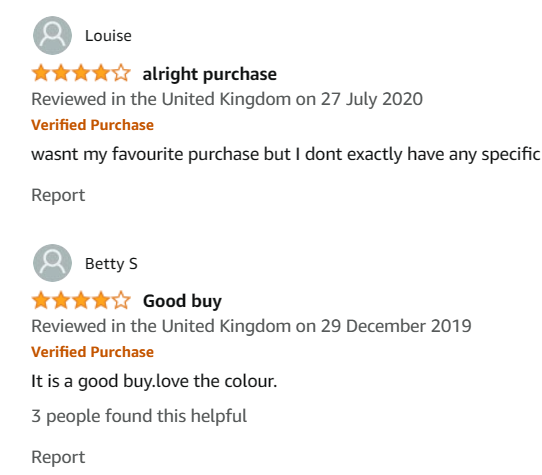 Louise
alright purchase
Reviewed in the United Kingdom on 27 July 2020
Verified Purchase
wasnt my favourite purchase but I dont exactly have any specific
Report
Betty S
Good buy
Reviewed in the United Kingdom on 29 December 2019
Verified Purchase
It is a good buy.love the colour.
3 people found this helpful
Report